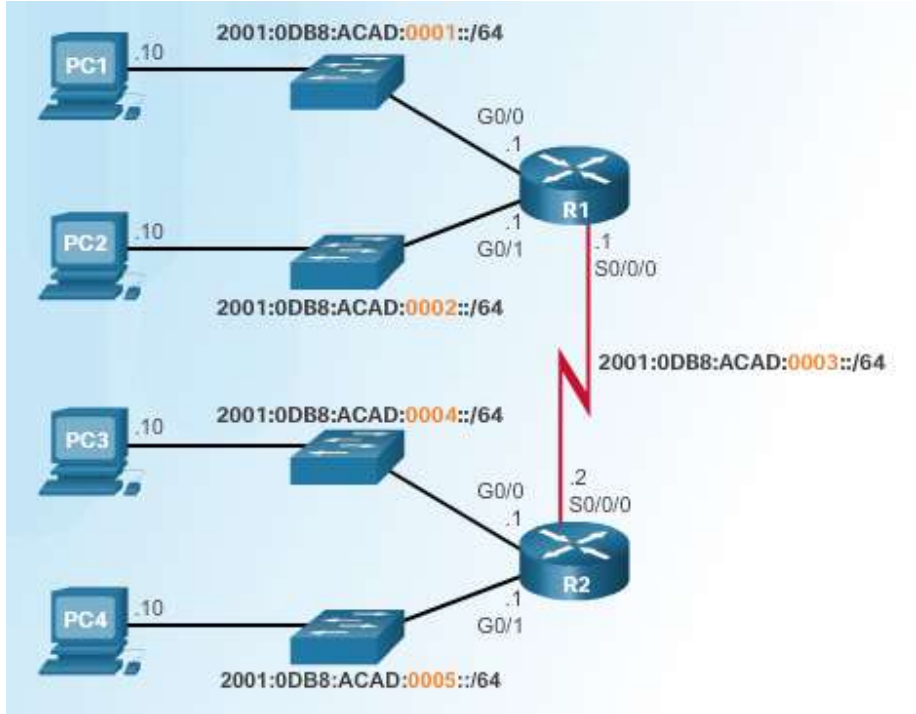 2001:0DB8:ACAD:0001::/64
PC1
.10
G0/0
.1
R1
PC2
.10
.1
G0/1
.1
S0/0/0
2001:0DB8:ACAD:0002::/64
2001:0DB8:ACAD:0003::/64
2001:0DB8:ACAD:0004::/64
PC3
.10
G0/0
.1
.2
S0/0/0
R2
PC4
.10
.1
G0/1
2001:0DB8:ACAD:0005::/64